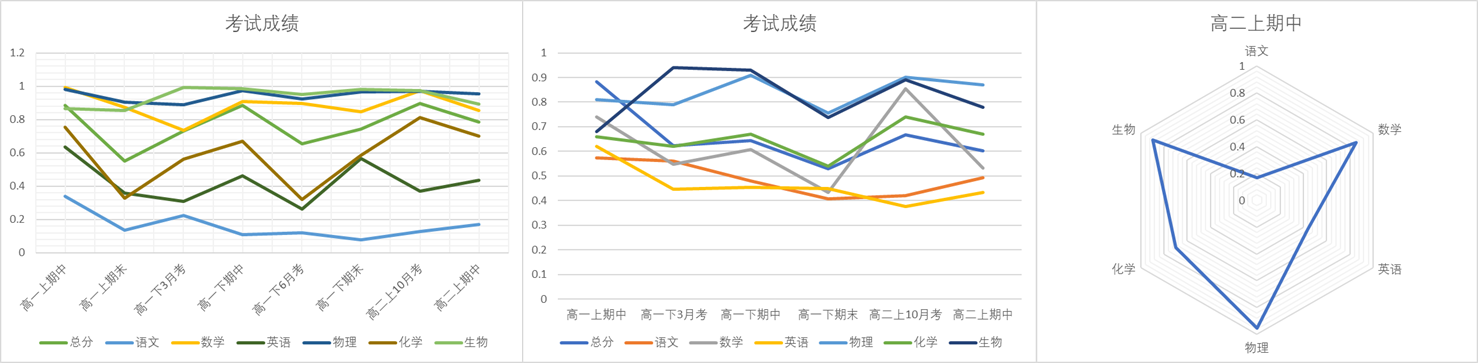 考试成绩
1.2
1
0.8
0.6
0.4
0.2
0
高一上期中
高一上期末
高一下3月考
高一下期中
高一下6月考
高一下期末
高二上10月考
高二上期中
总分 语文 数学 英语 物理 化学 生物
考试成绩
1
0.9
0.8
0.7
0.6
0.5
0.4
0.3
0.2
0.1
0
高一上期中 高一下3月考 高一下期中 高一下期末 高二上10月考 高二上期中
总分 语文 数学 英语 物理 化学 生物
高二上期中
语文
1
0.8
0.6
0.4
0.2
0
数学
英语
物理
化学
生物